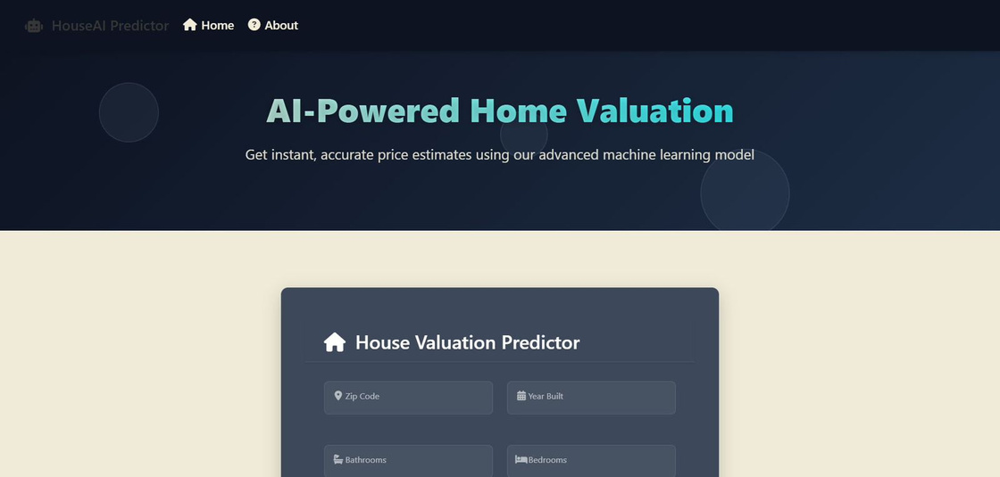 HouseAI Predictor Home About
AI-Powered Home Valuation
Get instant, accurate price estimates using our advanced machine learning model
House Valuation Predictor
Zip Code Year Built
Bathrooms Bedrooms